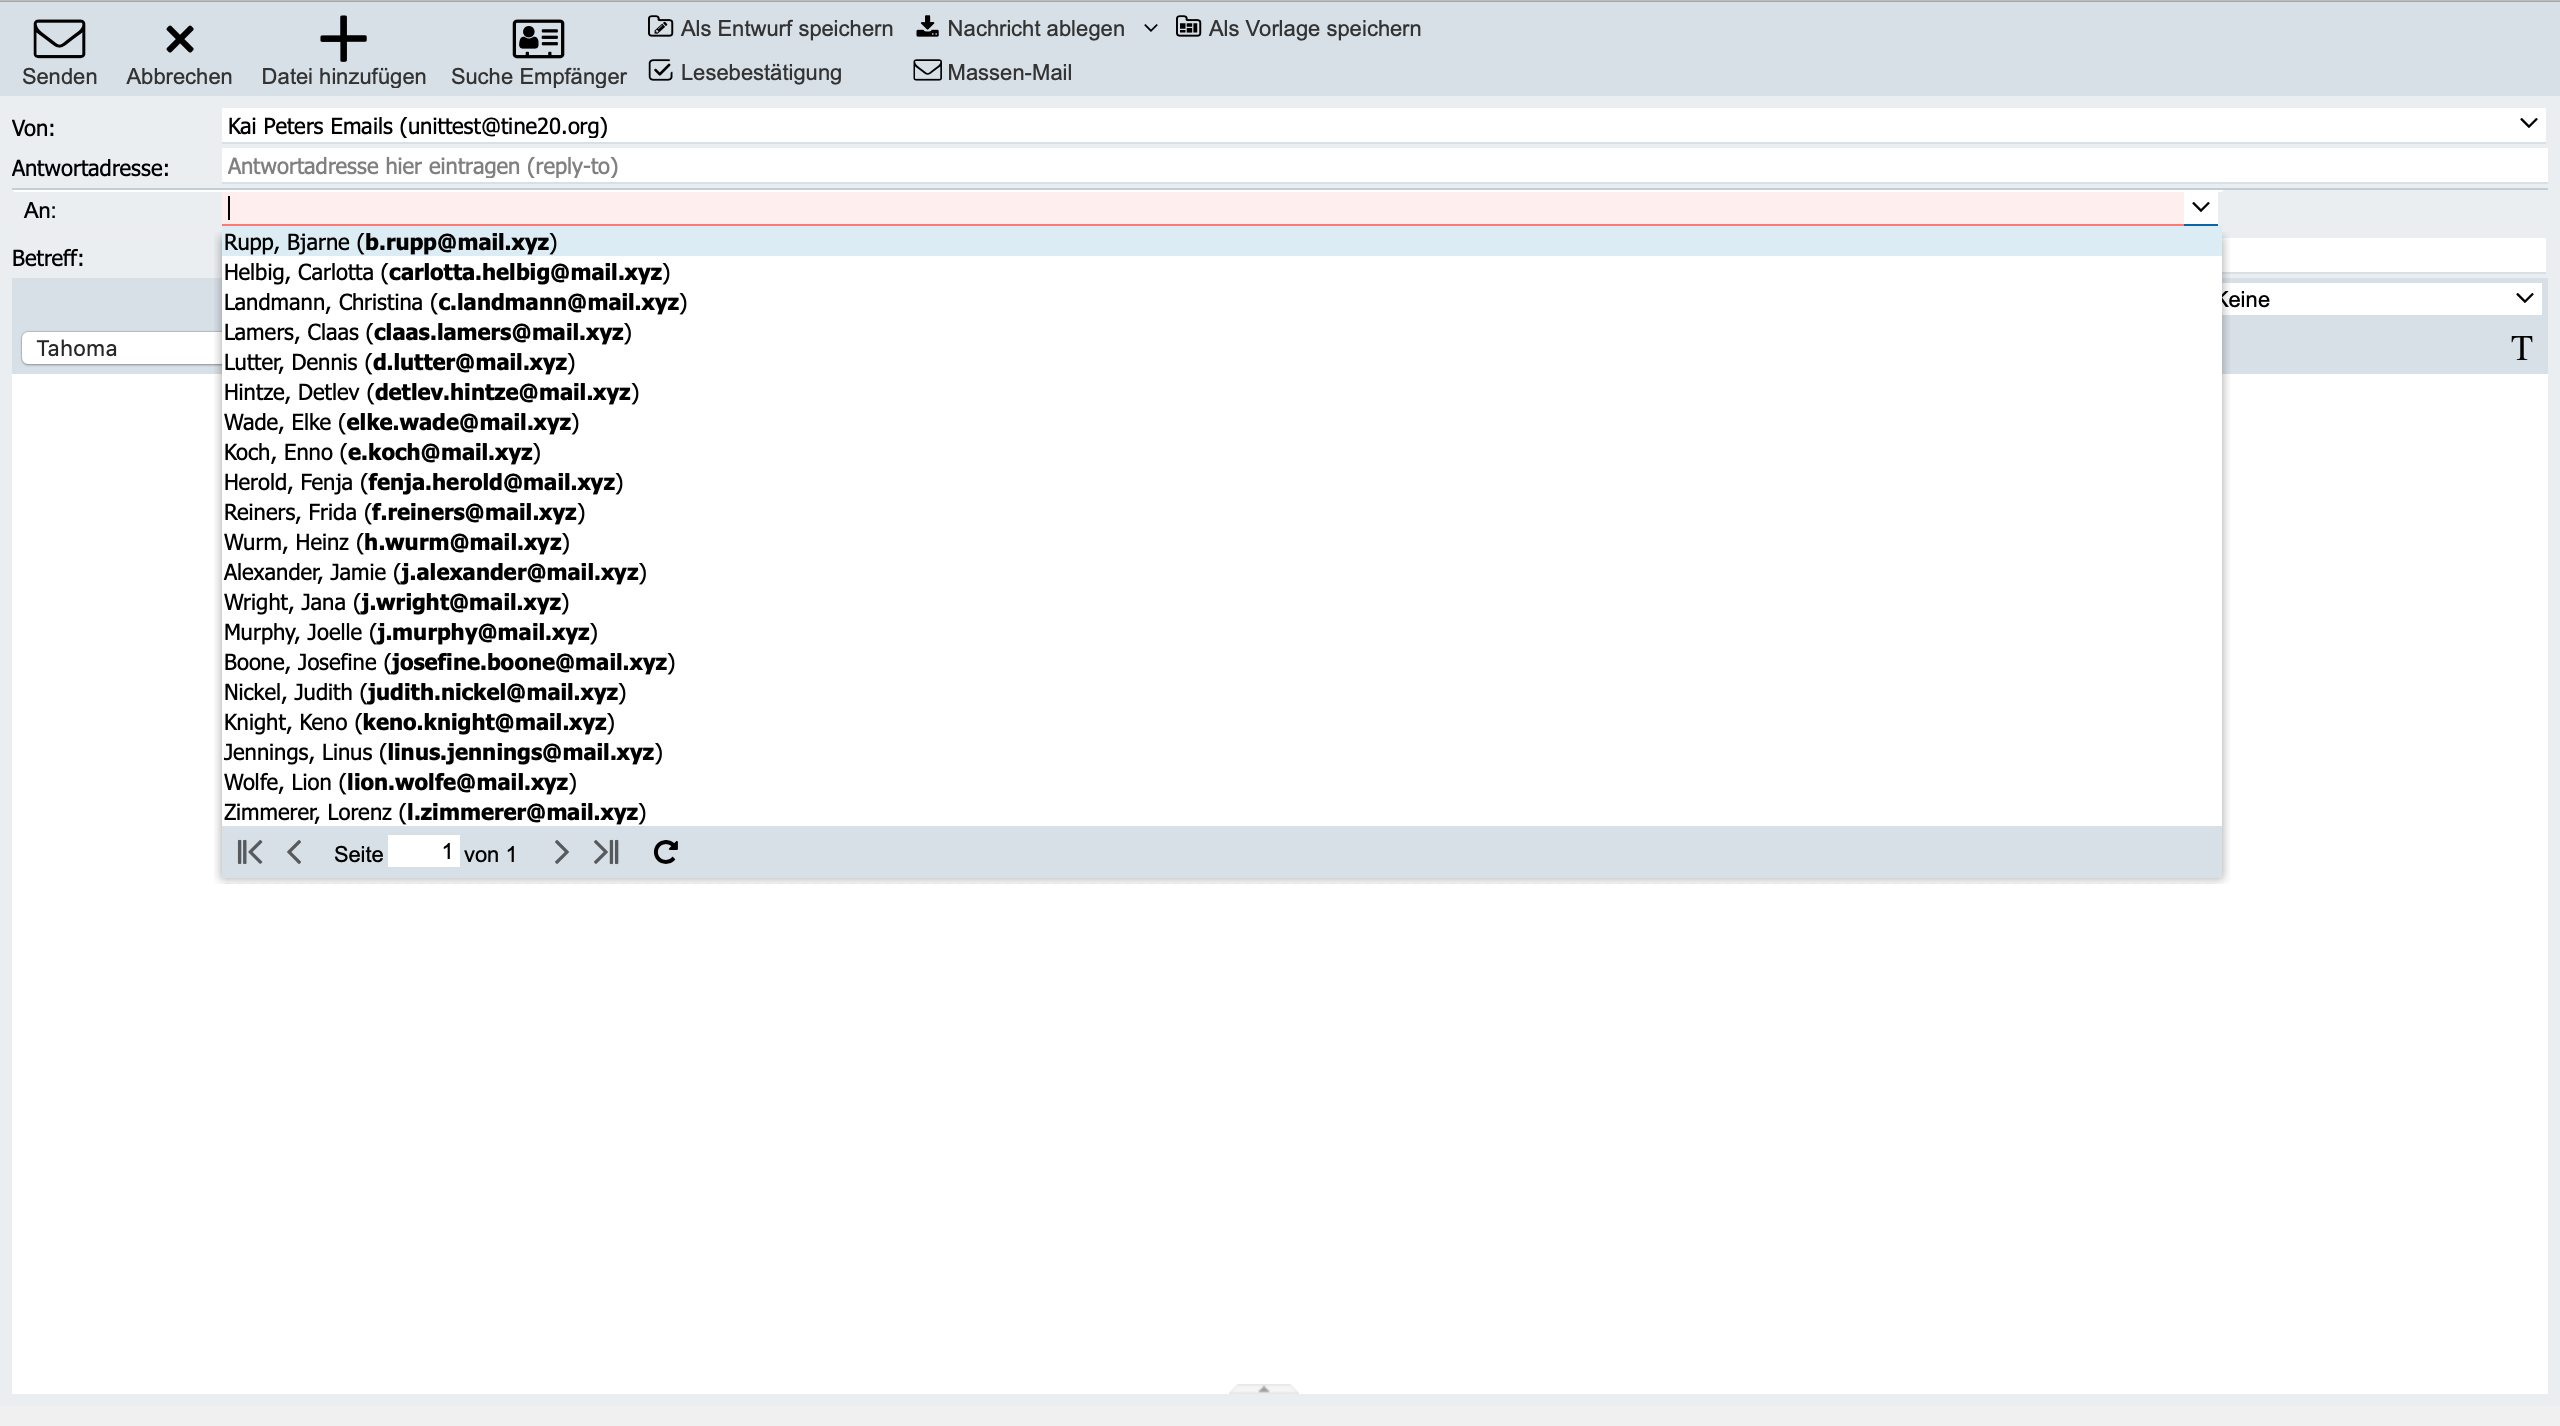 Senden
Abbrechen
Datei hinzufügen
Suche Empfänger
Als Entwurf speichern
Nachricht ablegen
Als Vorlage speichern
Lesebestätigung
Massen-Mail
Von:
Kai Peters Emails (unittest@tine20.org)
Antwortadresse:
Antwortadresse hier eintragen (reply-to)
An:
Betreff:
Keine
Tahoma
T
Rupp, Bjarne (b.rupp@mail.xyz)
Helbig, Carlotta (carlotta.helbig@mail.xyz)
Landmann, Christina (c.landmann@mail.xyz)
Lamers, Claas (claas.lamers@mail.xyz)
Lutter, Dennis (d.lutter@mail.xyz)
Hintze, Detlev (detlev.hintze@mail.xyz)
Wade, Elke (elke.wade@mail.xyz)
Koch, Enno (e.koch@mail.xyz)
Herold, Fenja (fenja.herold@mail.xyz)
Reiners, Frida (f.reiners@mail.xyz)
Wurm, Heinz (h.wurm@mail.xyz)
Alexander, Jamie (j.alexander@mail.xyz)
Wright, Jana (j.wright@mail.xyz)
Murphy, Joelle (j.murphy@mail.xyz)
Boone, Josefine (josefine.boone@mail.xyz)
Nickel, Judith (judith.nickel@mail.xyz)
Knight, Keno (keno.knight@mail.xyz)
Jennings, Linus (linus.jennings@mail.xyz)
Wolfe, Lion (lion.wolfe@mail.xyz)
Zimmerer, Lorenz (l.zimmerer@mail.xyz)
Seite 1 von 1